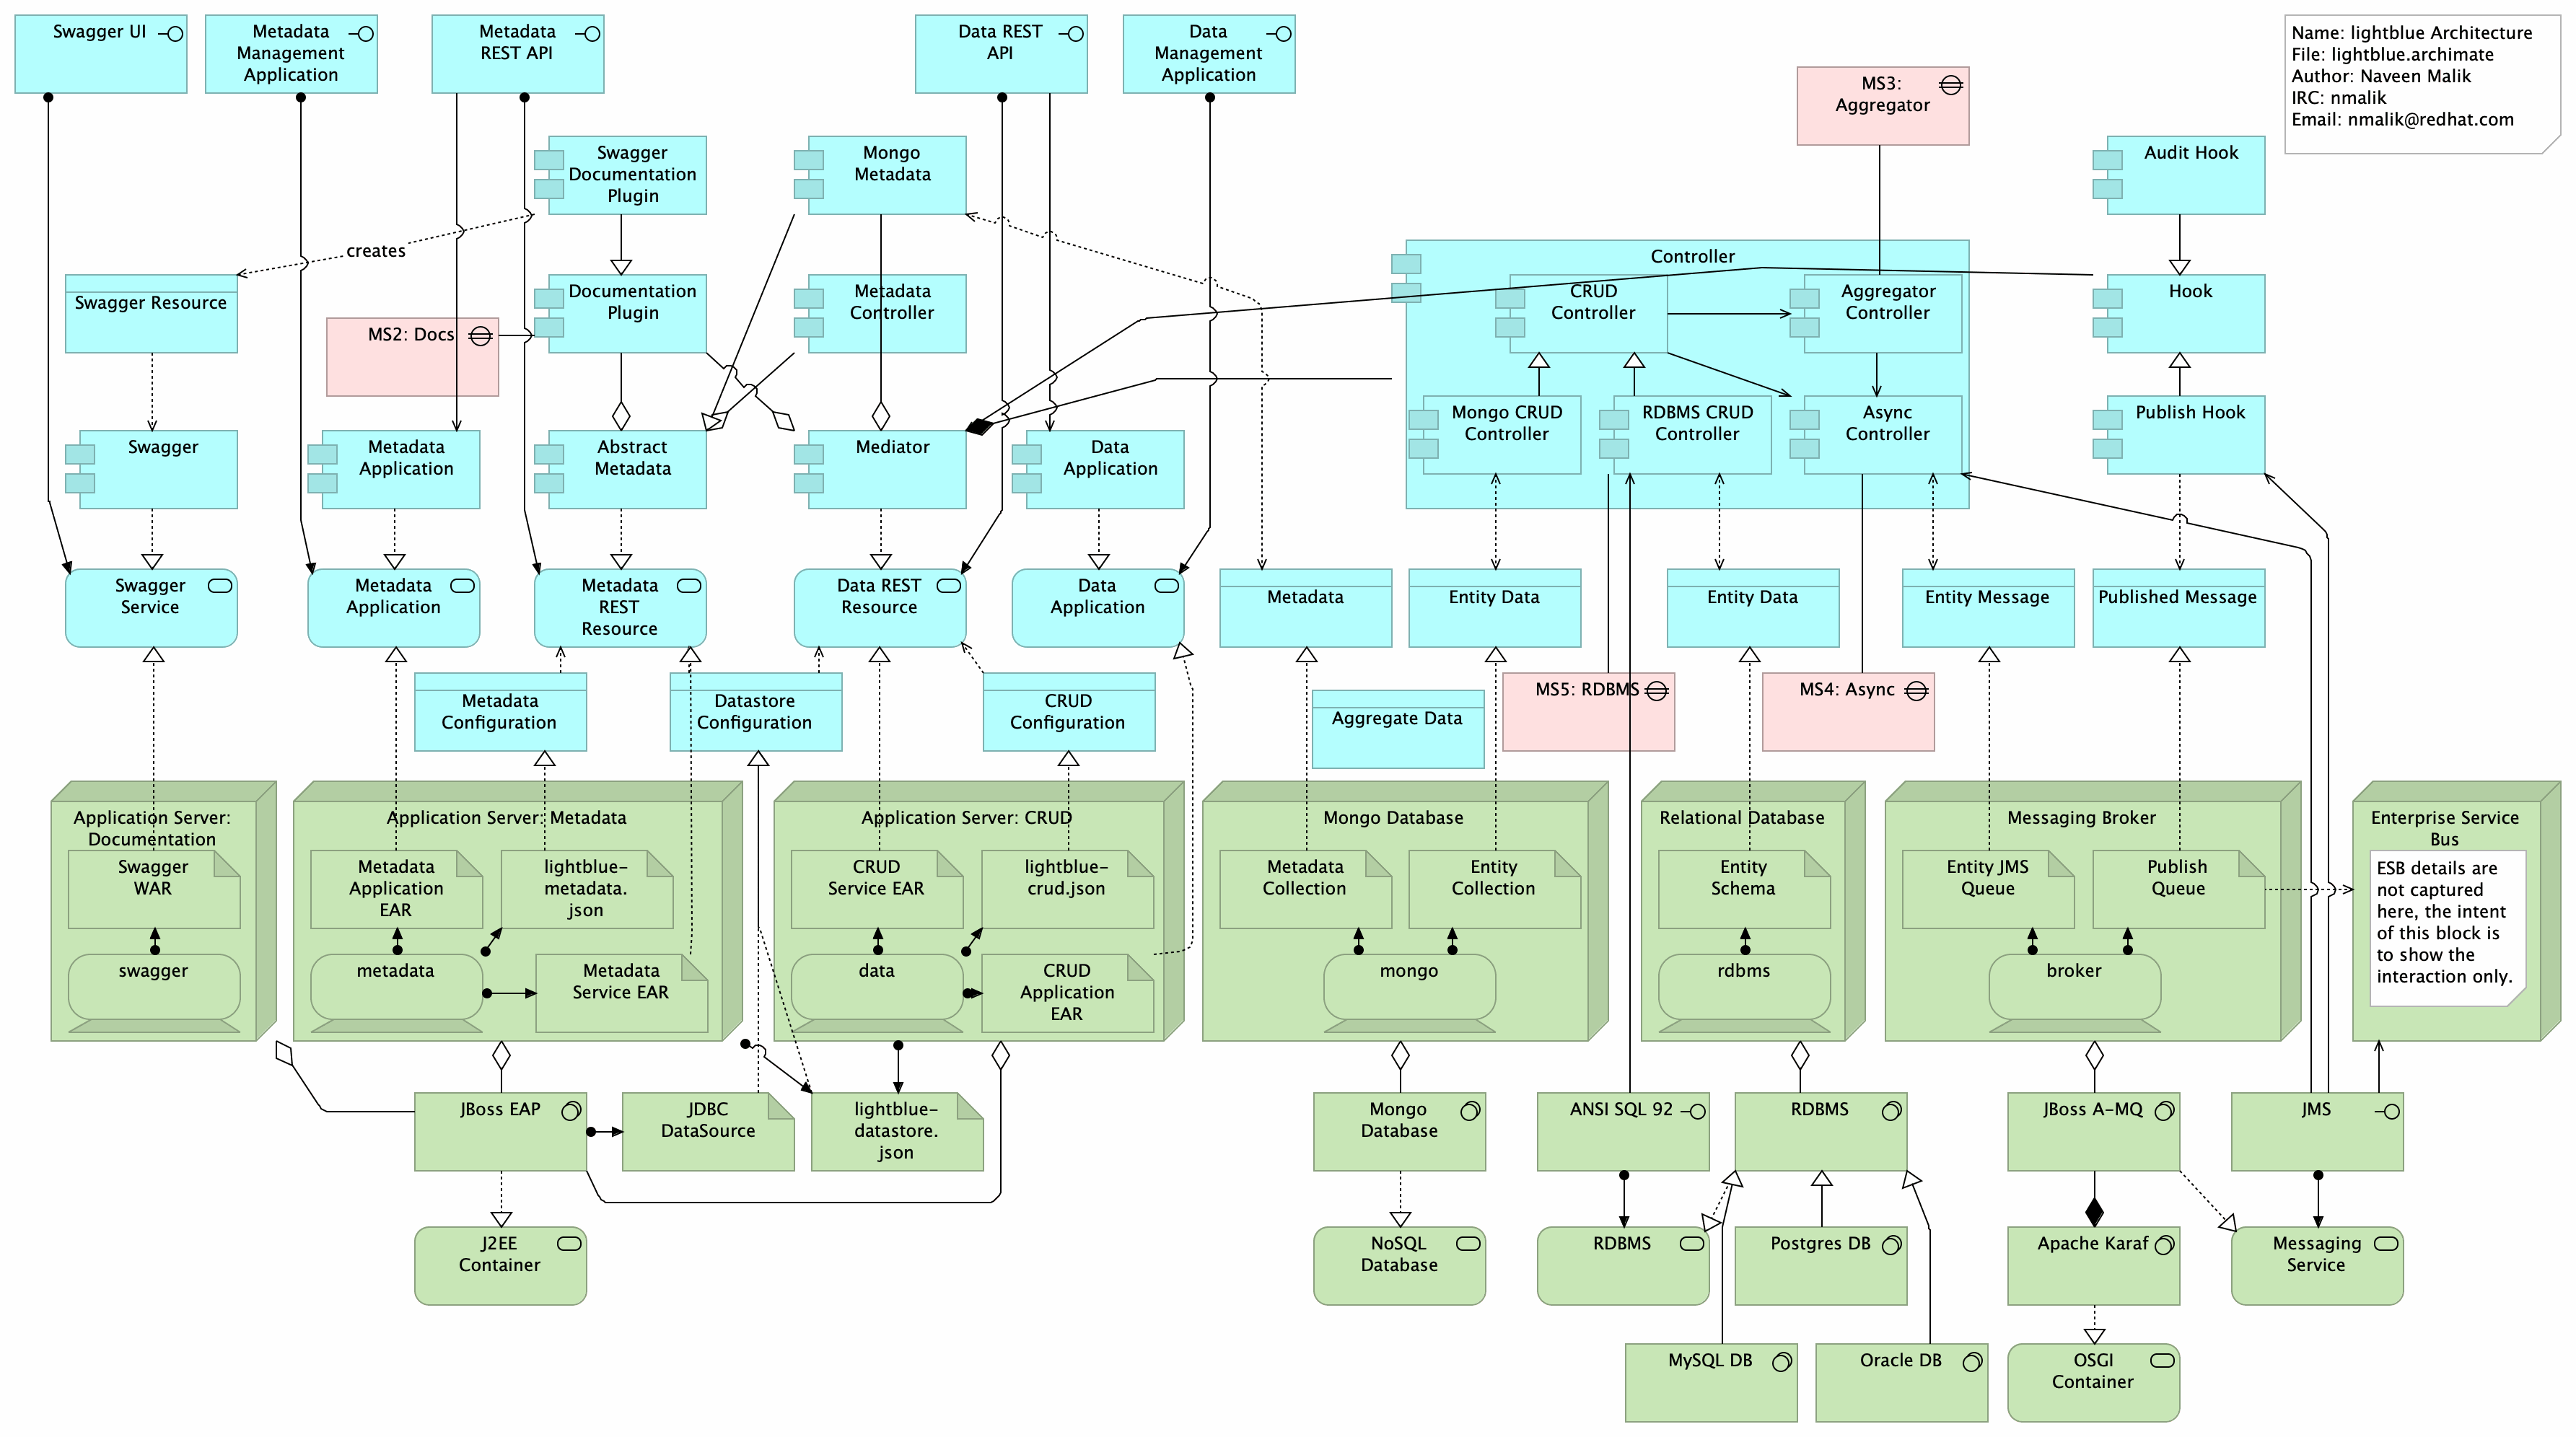 Swagger UI
Metadata
Management
Application
Metadata
REST API
Data REST
API
Data
Management
Application
Name: lightblue Architecture
File: lightblue.archimate
Author: Naveen Malik
IRC: nmalik
Email: nmalik@redhat.com
MS3:
Aggregator
Swagger
Documentation
Plugin
Mongo
Metadata
Audit Hook
creates
Controller
Swagger Resource
Documentation
Plugin
Metadata
Controller
CRUD
Controller
Aggregator
Controller
Hook
MS2: Docs
Mongo CRUD
Controller
RDBMS CRUD
Controller
Async
Controller
Publish Hook
Swagger
Metadata
Application
Abstract
Metadata
Mediator
Data
Application
Swagger
Service
Metadata
Application
Metadata
REST
Resource
Data REST
Resource
Data
Application
Metadata
Entity Data
Entity Data
Entity Message
Published Message
Metadata
Configuration
Datastore
Configuration
CRUD
Configuration
Aggregate Data
MS5: RDBMS
MS4: Async
Application Server:
Documentation
Application Server: Metadata
Application Server: CRUD
Mongo Database
Relational Database
Messaging Broker
Enterprise Service
Bus
Swagger
WAR
Metadata
Application
EAR
lightblue-
metadata.
json
CRUD
Service EAR
lightblue-
crud.json
Metadata
Collection
Entity
Collection
Entity
Schema
Entity JMS
Queue
Publish
Queue
ESB details are
not captured
here, the intent
of this block is
to show the
interaction only.
swagger
metadata
Metadata
Service EAR
data
CRUD
Application
EAR
mongo
rdbms
broker
JBoss EAP
JDBC
DataSource
lightblue-
datastore.
json
Mongo
Database
ANSI SQL 92
RDBMS
JBoss A-MQ
JMS
J2EE
Container
NoSQL
Database
RDBMS
Postgres DB
Apache Karaf
Messaging
Service
MySQL DB
Oracle DB
OSGI
Container